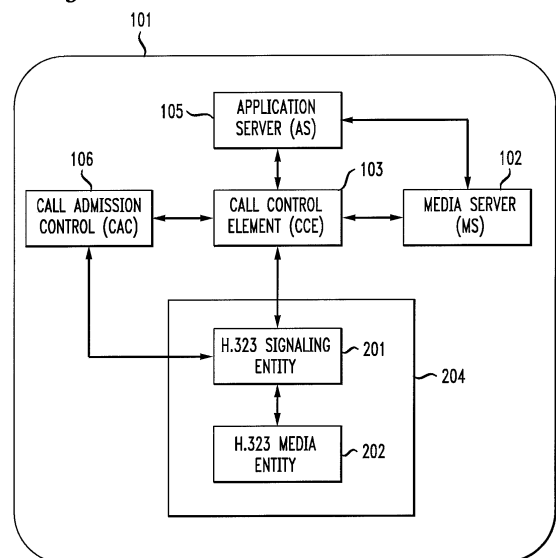 101
105
APPLICATION
SERVER (AS)
106
103
102
CALL ADMISSION
CONTROL (CAC)
CALL CONTROL
ELEMENT (CCE)
MEDIA SERVER
(MS)
H.323 SIGNALING
ENTITY
201
204
H.323 MEDIA
ENTITY
202